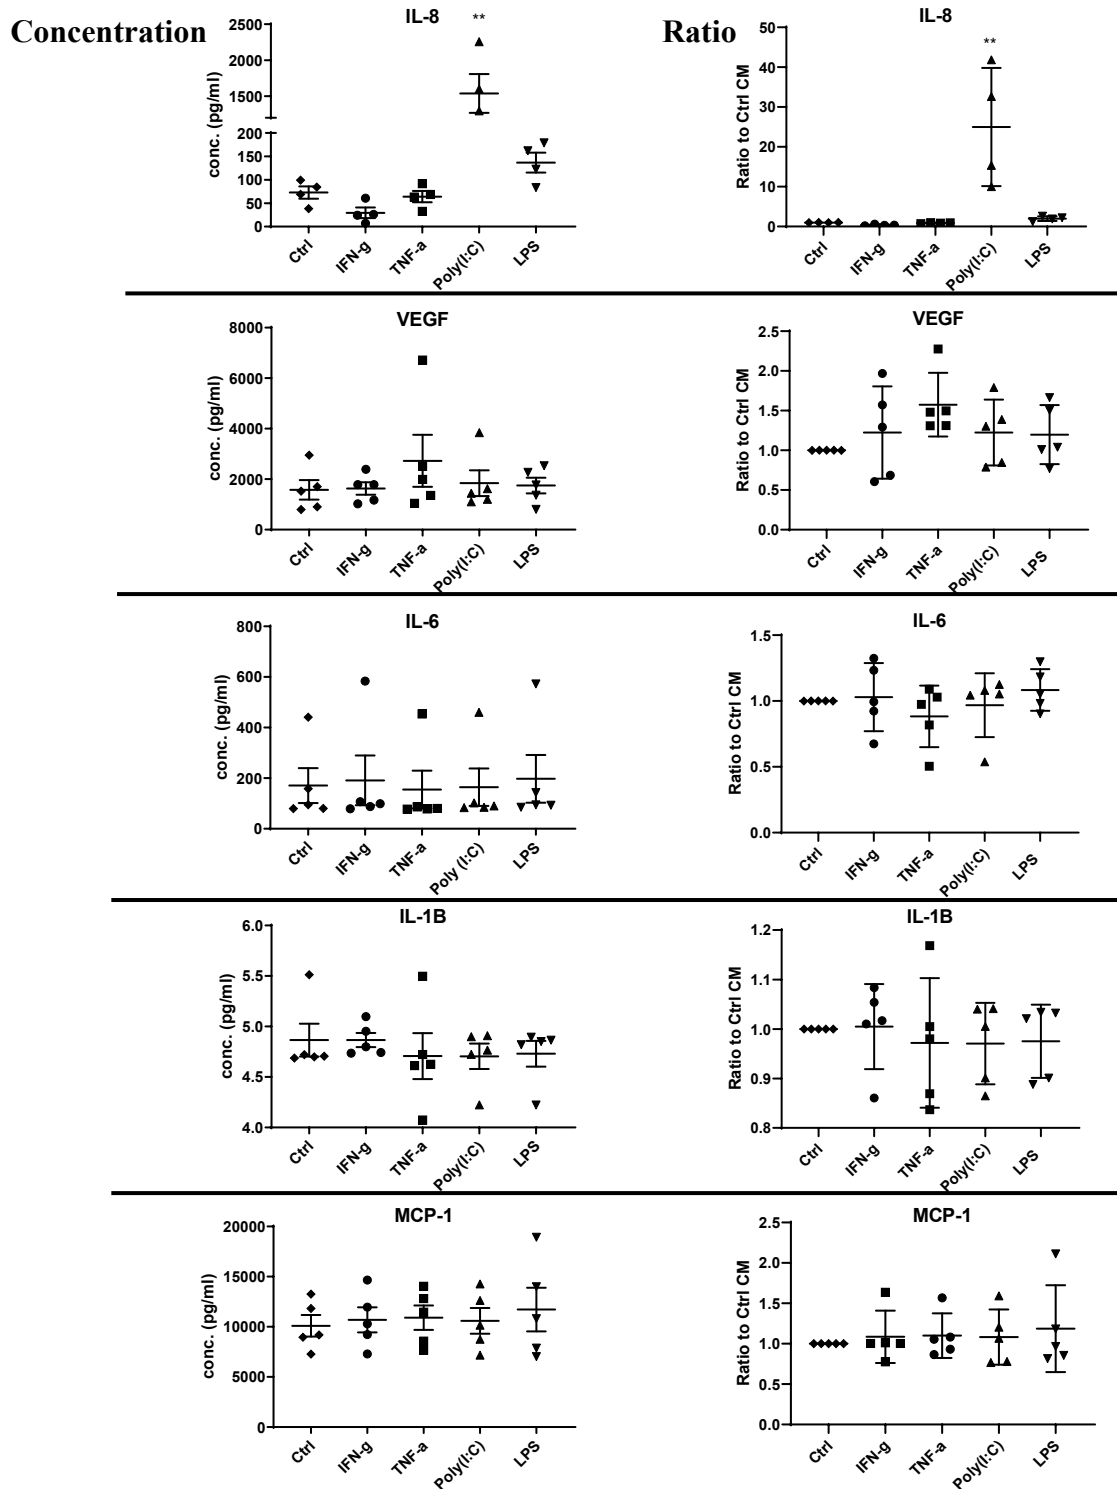 Concentration
Ratio
IL-8
**
conc. (pg/ml)
2500
2000
1500
1000
200
150
100
50
0
Ctrl
IFN-g
TNF-a
Poly(I:C)
LPS
IL-8
**
Ratio to Ctrl CM
50
40
30
20
10
0
Ctrl
IFN-g
TNF-a
Poly(I:C)
LPS
VEGF
conc. (pg/ml)
8000
6000
4000
2000
0
Ctrl
IFN-g
TNF-a
Poly(I:C)
LPS
VEGF
Ratio to Ctrl CM
2.5
2.0
1.5
1.0
0.5
0.0
Ctrl
IFN-g
TNF-a
Poly(I:C)
LPS
IL-6
conc. (pg/ml)
800
600
400
200
0
Ctrl
IFN-g
TNF-a
Poly (I:C)
LPS
IL-6
Ratio to Ctrl CM
1.5
1.0
0.5
0.0
Ctrl
IFN-g
TNF-a
Poly(I:C)
LPS
IL-1B
conc. (pg/ml)
6.0
5.5
5.0
4.5
4.0
Ctrl
IFN-g
TNF-a
Poly(I:C)
LPS
IL-1B
Ratio to Ctrl CM
1.2
1.1
1.0
0.9
0.8
Ctrl
IFN-g
TNF-a
Poly(I:C)
LPS
MCP-1
conc. (pg/ml)
20000
15000
10000
5000
0
Ctrl
IFN-g
TNF-a
Poly(I:C)
LPS
MCP-1
Ratio to Ctrl CM
2.5
2.0
1.5
1.0
0.5
0.0
Ctrl
IFN-g
TNF-a
Poly(I:C)
LPS